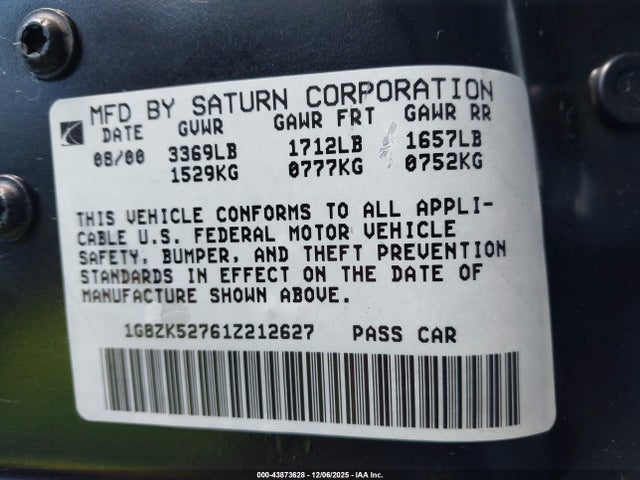 MFD BY SATURN CORPORATION
DATE GVWR GAWR FRT GAWR RR
08/00 3369LB 1712LB 1657LB
1529KG 0777KG 0752KG
THIS VEHICLE CONFORMS TO ALL APPLI-
CABLE U.S. FEDERAL MOTOR VEHICLE
SAFETY, BUMPER, AND THEFT PREVENTION
STANDARDS IN EFFECT ON THE DATE OF
MANUFACTURE SHOWN ABOVE.
1G8ZK52761Z212627 PASS CAR
000-43873628 - 12/06/2025 - IAA Inc.